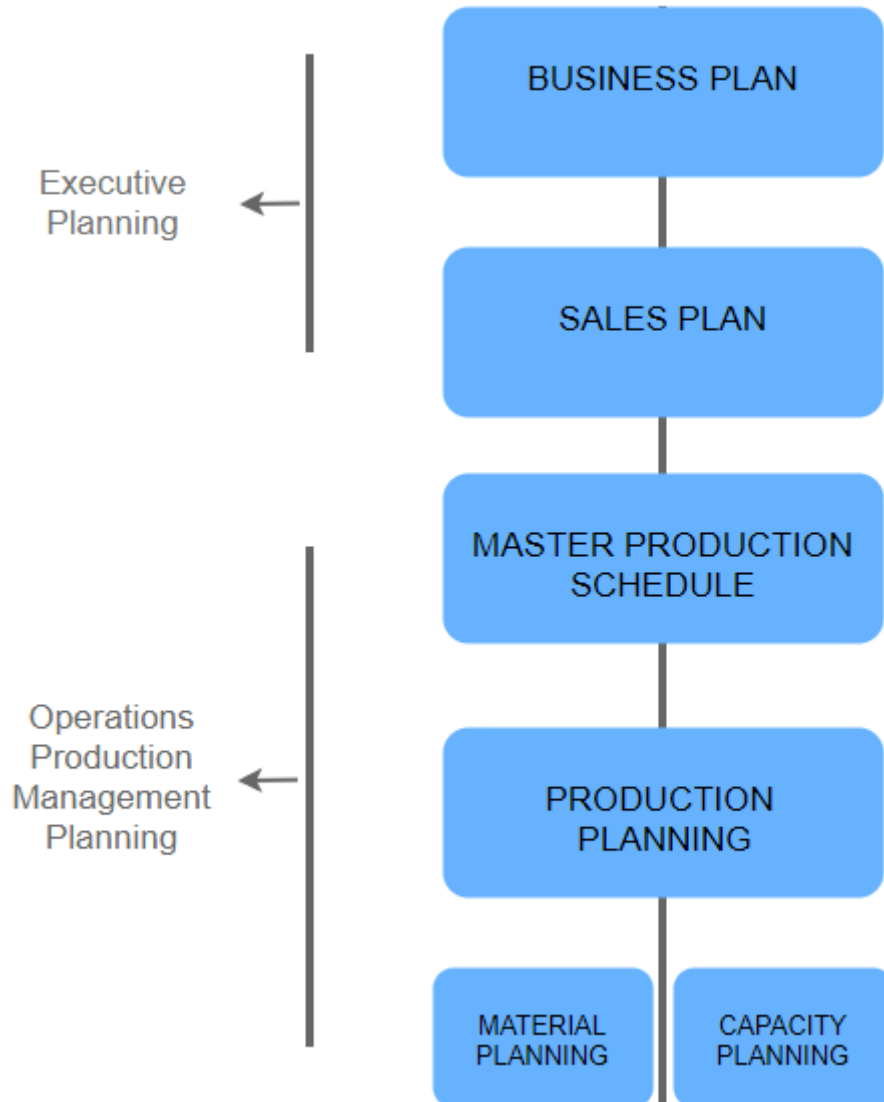 BUSINESS PLAN
Executive
Planning
SALES PLAN
MASTER PRODUCTION
SCHEDULE
Operations
Production
Management
Planning
PRODUCTION
PLANNING
MATERIAL
PLANNING
CAPACITY
PLANNING